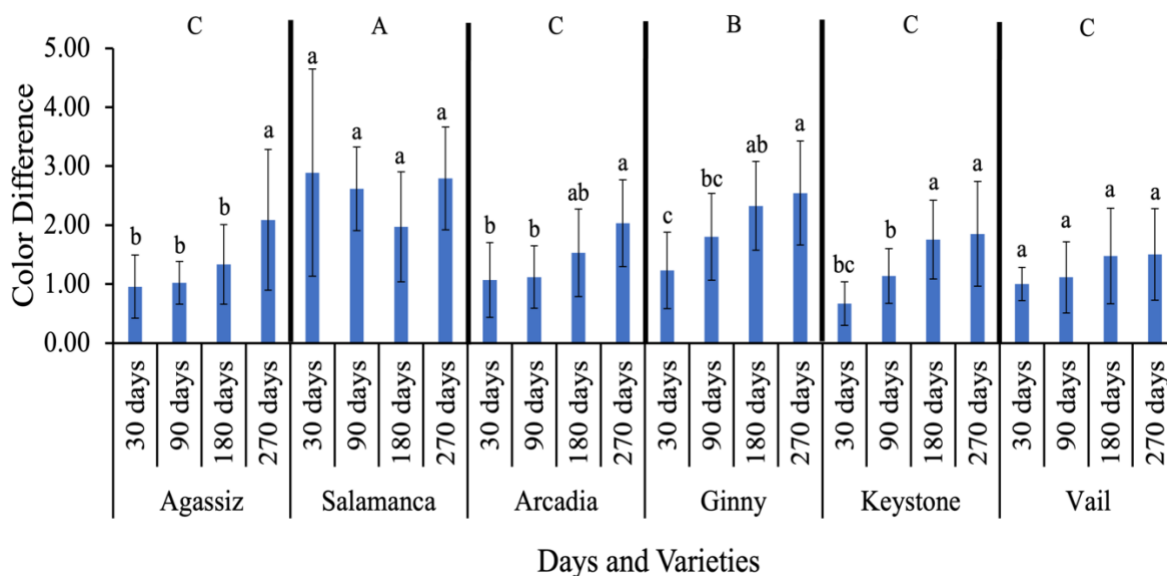 C A C B C C
5.00
4.00
3.00
2.00
1.00
0.00
Color Difference
b b b a
a a a a
b b ab a
c bc ab a
bc b a a
a a a a
30 days 90 days 180 days 270 days 30 days 90 days 180 days 270 days 30 days 90 days 180 days 270 days 30 days 90 days 180 days 270 days 30 days 90 days 180 days 270 days 30 days 90 days 180 days 270 days
Agassiz Salamanca Arcadia Ginny Keystone Vail
Days and Varieties